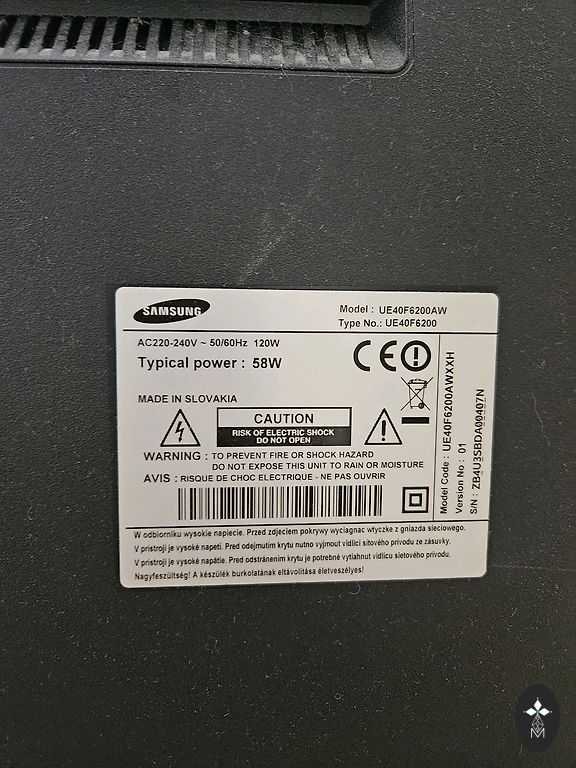 SAMSUNG
Model : UE40F6200AW
Type No.: UE40F6200
AC220-240V ~ 50/60Hz 120W
Typical power : 58W
MADE IN SLOVAKIA
CAUTION
RISK OF ELECTRIC SHOCK
DO NOT OPEN
WARNING : TO PREVENT FIRE OR SHOCK HAZARD
DO NOT EXPOSE THIS UNIT TO RAIN OR MOISTURE
AVIS : RISQUE DE CHOC ELECTRIQUE - NE PAS OUVRIR
Model Code : UE40F6200AWXXH
Version No : 01
S/N : ZB4U3SBDA00407N
W odbiorniku wysokie napiecie. Przed zdjeciem pokrywy wyciagnac wtyczke z gniazda sieciowego.
V pristroji je vysoké napeti. Pred odejmutim krytu nutno vyjmout vidlici sitového privodu ze zásuvky.
V pristroji je vysoké napätie. Pred odstránením krytu je potrebné vytiahnut vidlicu sietového privodu.
Nagyfeszültség! A készülék burkolatának eltávolitása életveszélyes!
M